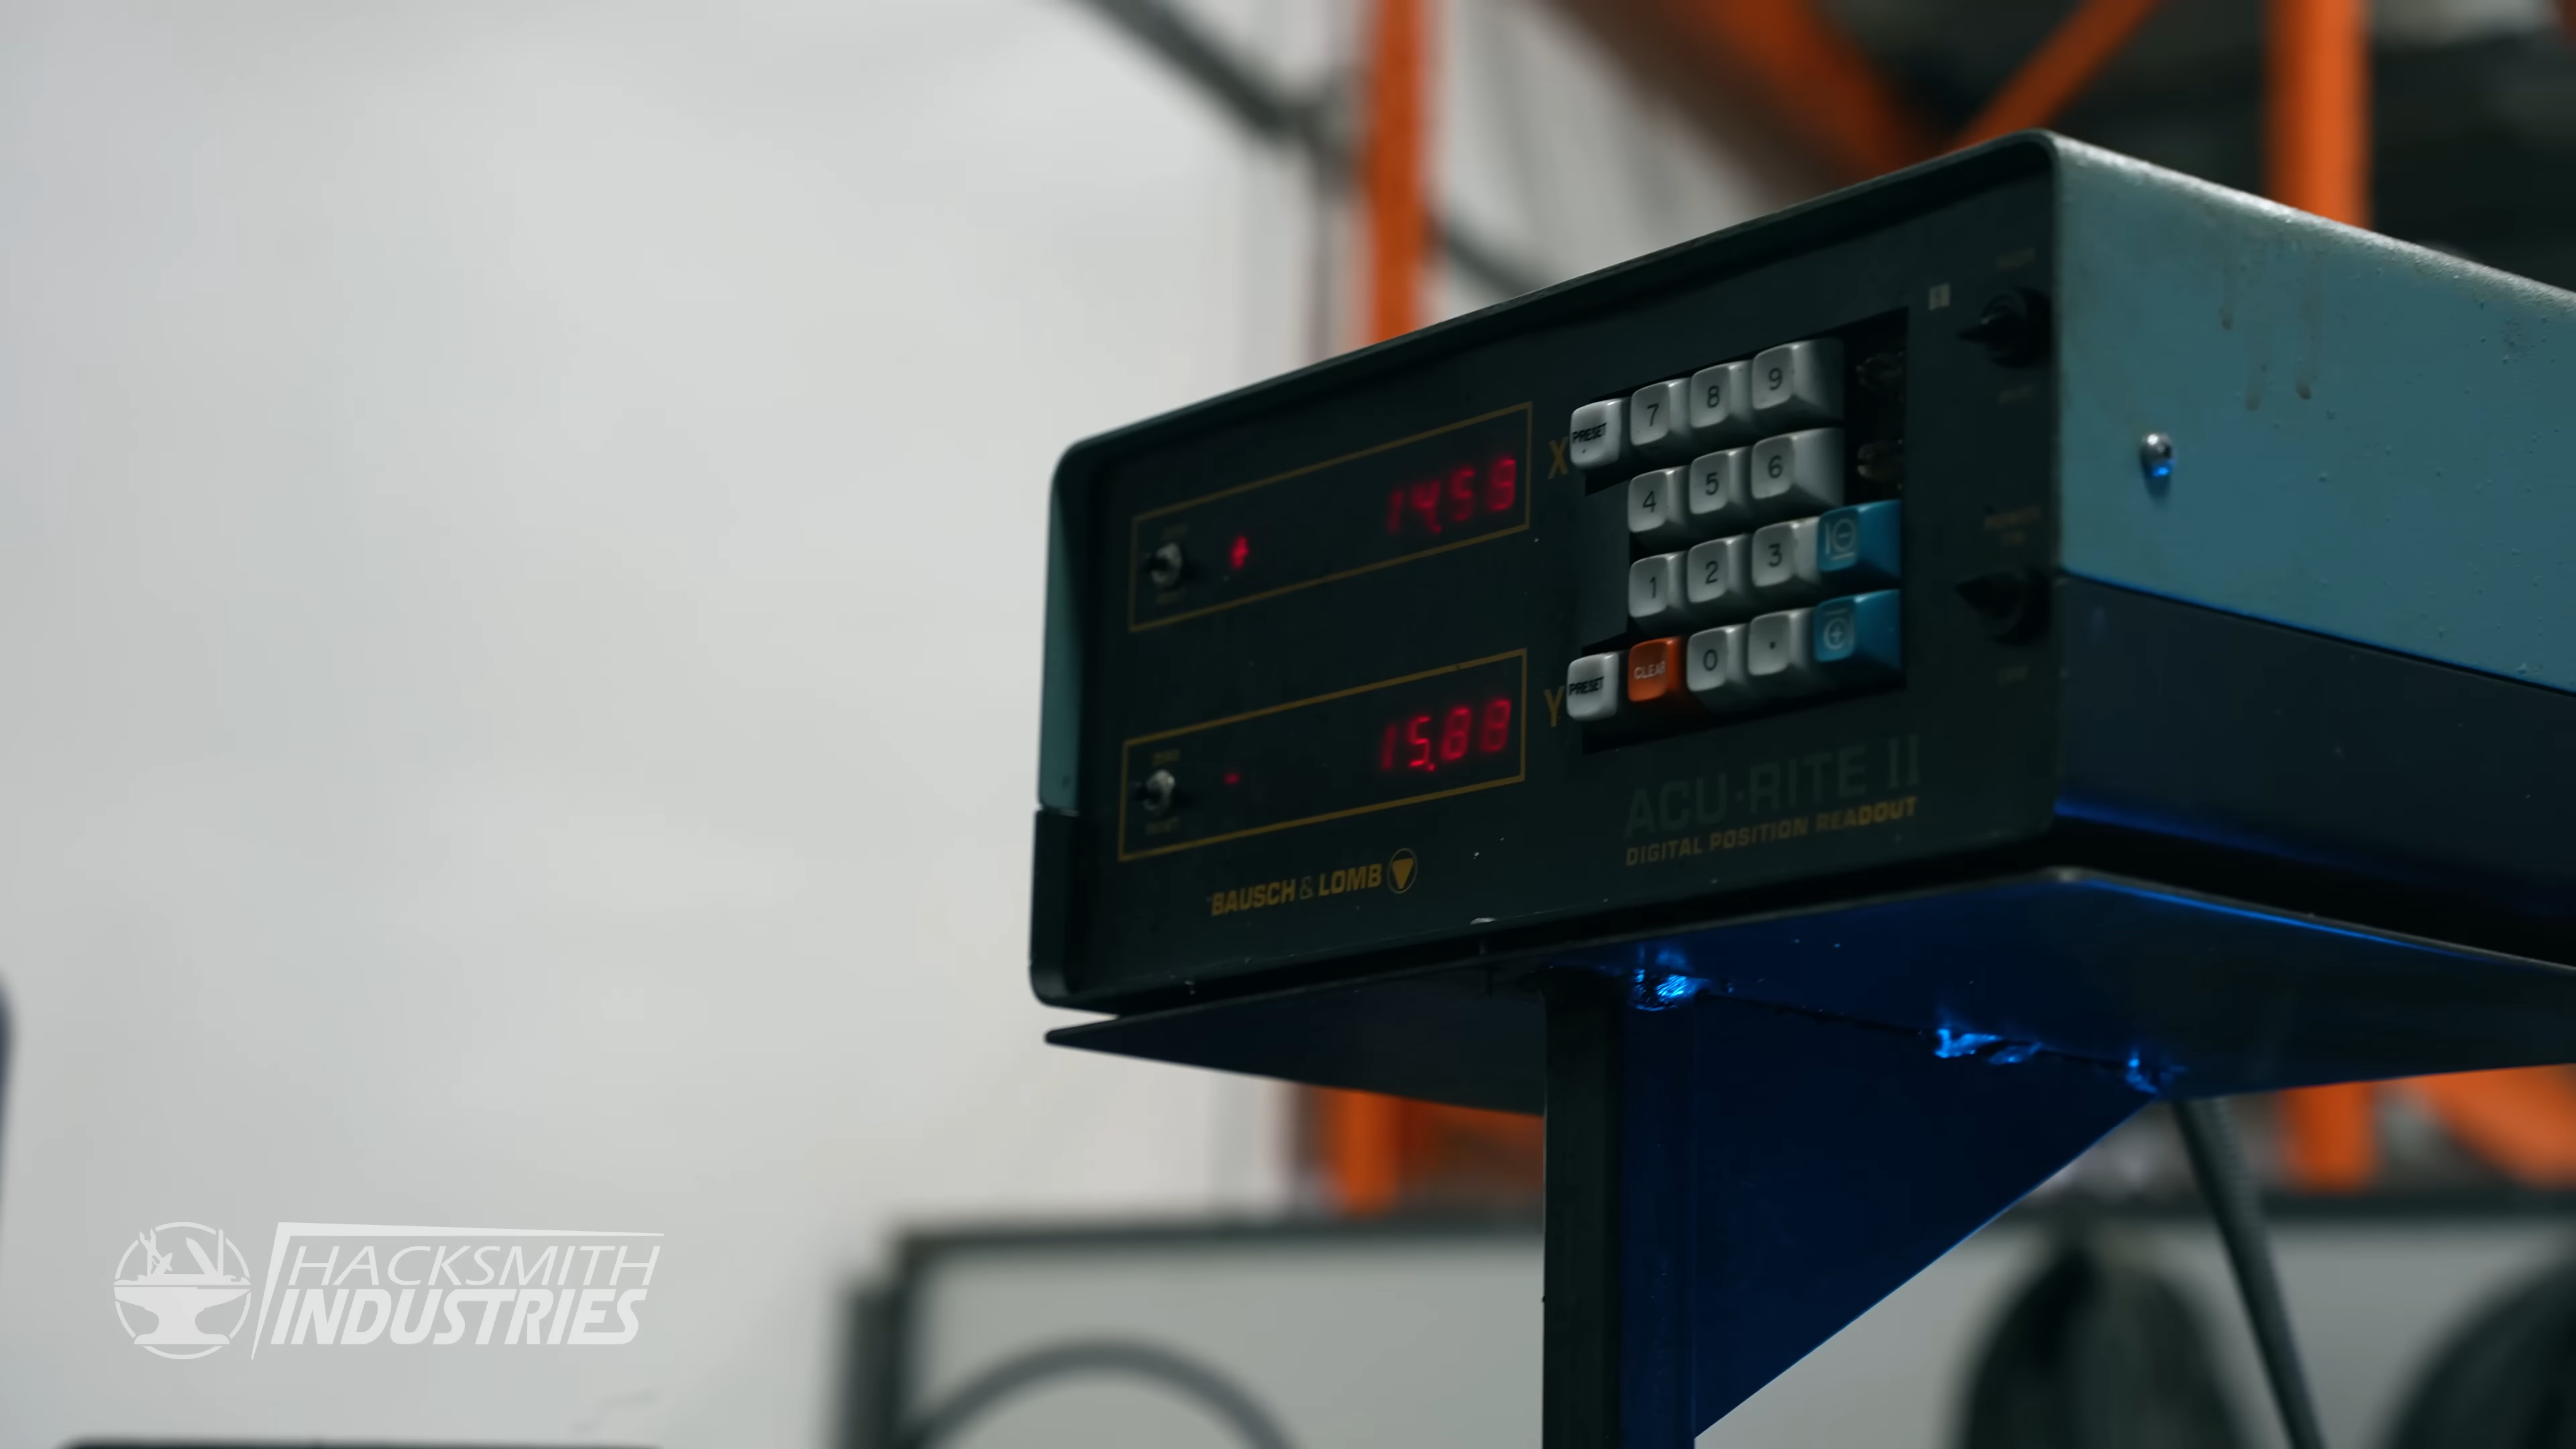 + 14.59
X
PRESET 7 8 9
4 5 6
1 2 3
- 15.88
Y
PRESET CLEAR 0 .
ACU·RITE II
DIGITAL POSITION READOUT
BAUSCH & LOMB
HACKSMITH
INDUSTRIES